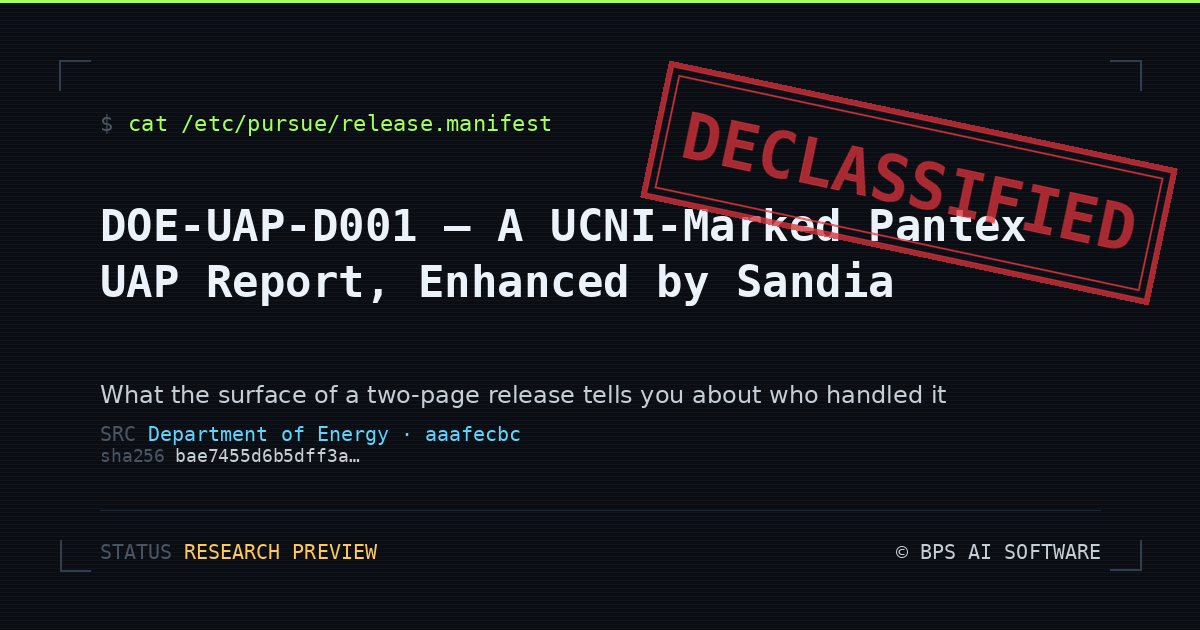 $ cat /etc/pursue/release.manifest
DECLASSIFIED
DOE-UAP-D001 — A UCNI-Marked Pantex
UAP Report, Enhanced by Sandia
What the surface of a two-page release tells you about who handled it
SRC Department of Energy · aaafecbc
sha256 bae7455d6b5dff3a…
STATUS RESEARCH PREVIEW
© BPS AI SOFTWARE